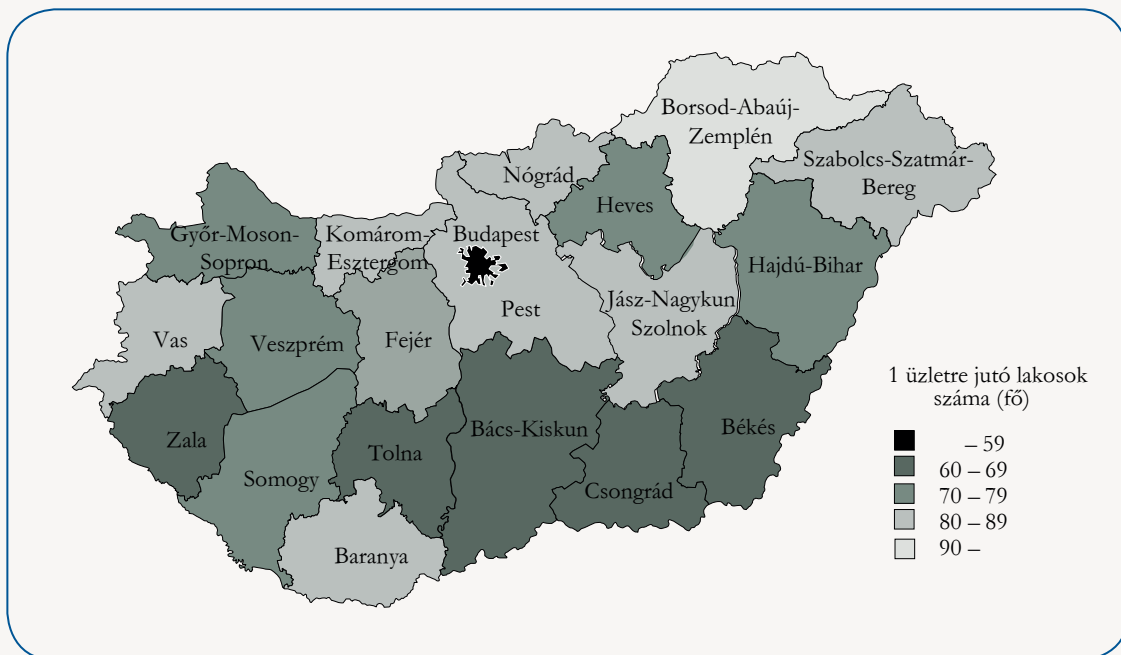 Borsod-Abaúj-
Zemplén
Szabolcs-Szatmár-
Bereg
Nógrád
Heves
Győr-Moson-
Sopron
Komárom-
Esztergom
Budapest
Hajdú-Bihar
Pest
Jász-Nagykun
Szolnok
Vas
Veszprém
Fejér
Zala
Somogy
Tolna
Bács-Kiskun
Csongrád
Békés
Baranya
1 üzletre jutó lakosok
száma (fő)
– 59
60 – 69
70 – 79
80 – 89
90 –